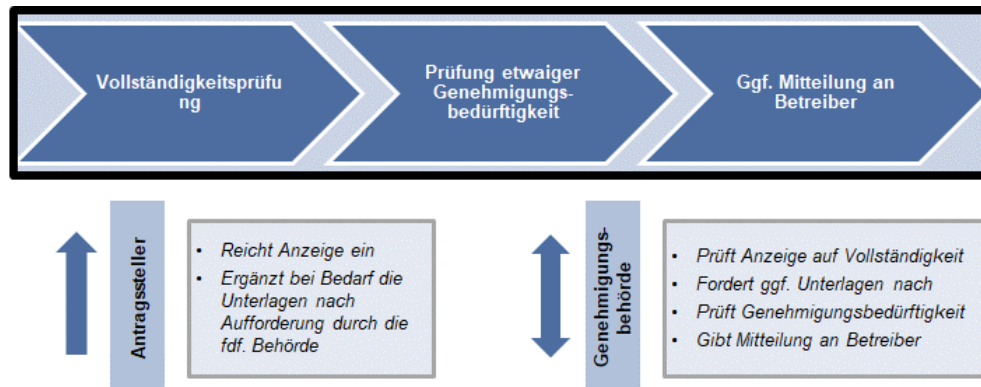 Vollständigkeitsprüfu
ng
Prüfung etwaiger
Genehmigungs-
bedürftigkeit
Ggf. Mitteilung an
Betreiber
Antragssteller
• Reicht Anzeige ein
• Ergänzt bei Bedarf die
Unterlagen nach
Aufforderung durch die
fdf. Behörde
Genehmigungs-
behörde
• Prüft Anzeige auf Vollständigkeit
• Fordert ggf. Unterlagen nach
• Prüft Genehmigungsbedürftigkeit
• Gibt Mitteilung an Betreiber